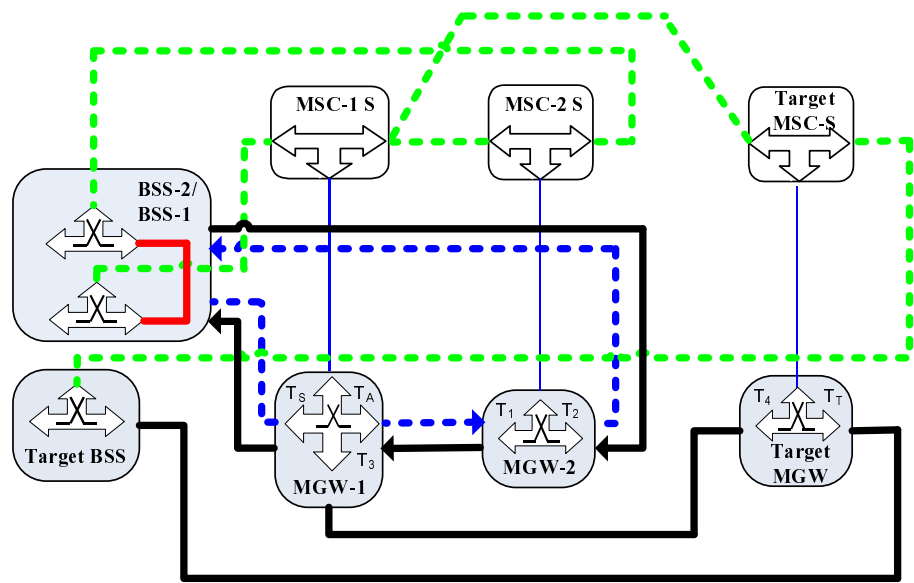 MSC-1 S
MSC-2 S
Target
MSC-S
BSS-2/
BSS-1
Target BSS
TS
TA
T3
MGW-1
T1
T2
MGW-2
T4
TT
Target
MGW